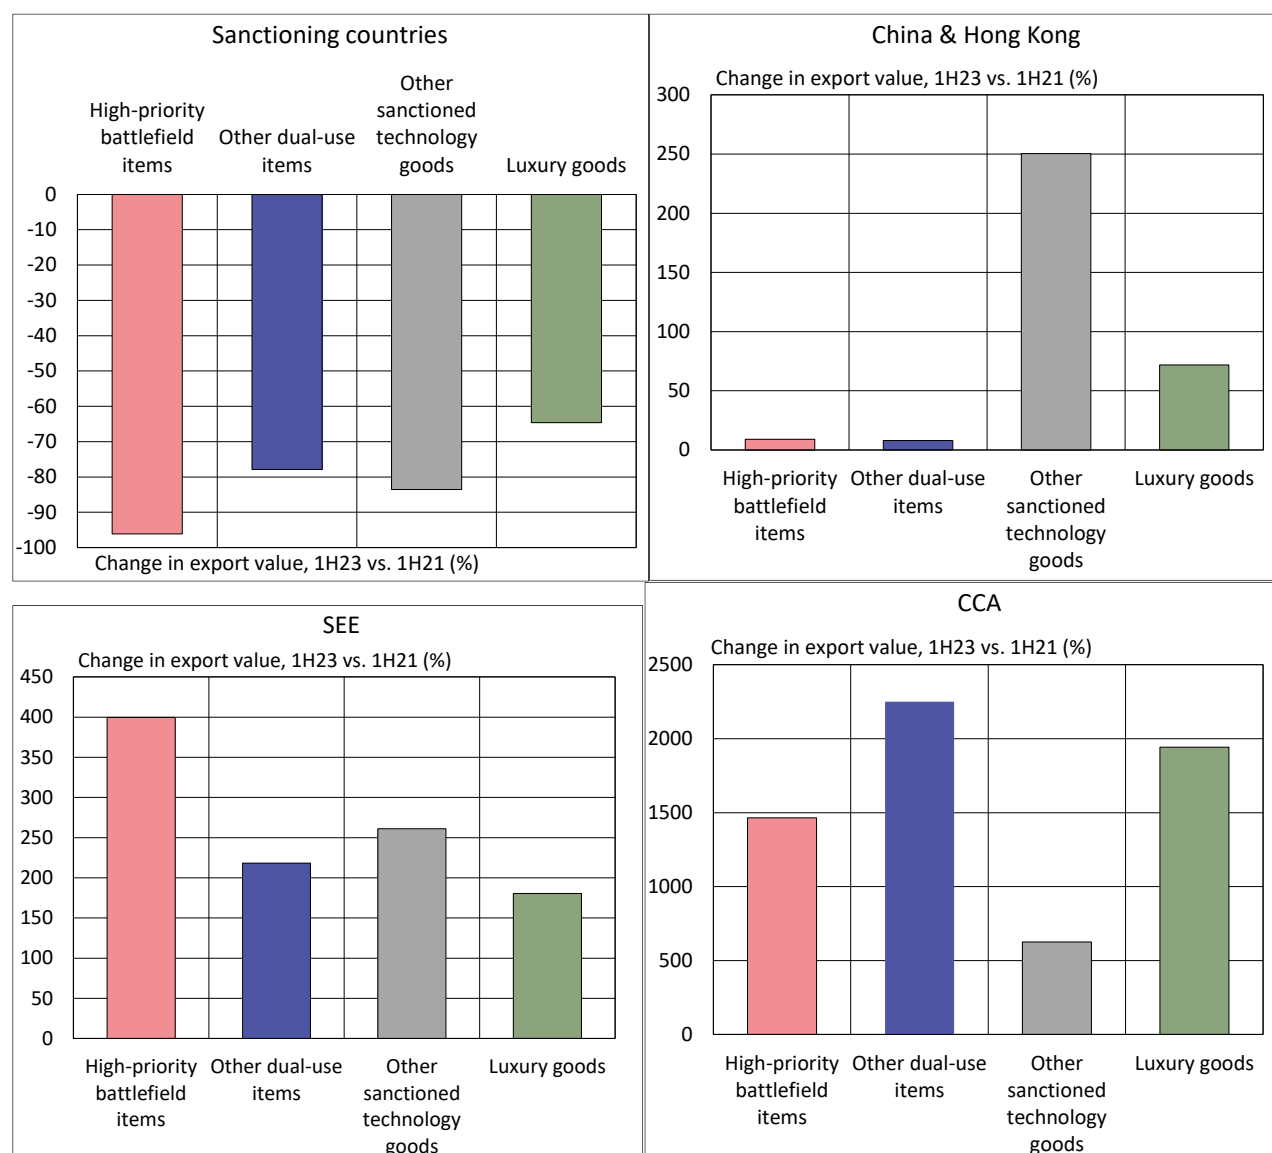 Sanctioning countries
High-priority
battlefield
items
Other dual-use
items
Other
sanctioned
technology
goods
Luxury goods
0
-10
-20
-30
-40
-50
-60
-70
-80
-90
-100
Change in export value, 1H23 vs. 1H21 (%)
China & Hong Kong
Change in export value, 1H23 vs. 1H21 (%)
300
250
200
150
100
50
0
High-priority
battlefield
items
Other dual-use
items
Other
sanctioned
technology
goods
Luxury goods
SEE
Change in export value, 1H23 vs. 1H21 (%)
450
400
350
300
250
200
150
100
50
0
High-priority
battlefield
items
Other dual-use
items
Other
sanctioned
technology
goods
Luxury goods
CCA
Change in export value, 1H23 vs. 1H21 (%)
2500
2000
1500
1000
500
0
High-priority
battlefield
items
Other dual-use
items
Other
sanctioned
technology
goods
Luxury goods